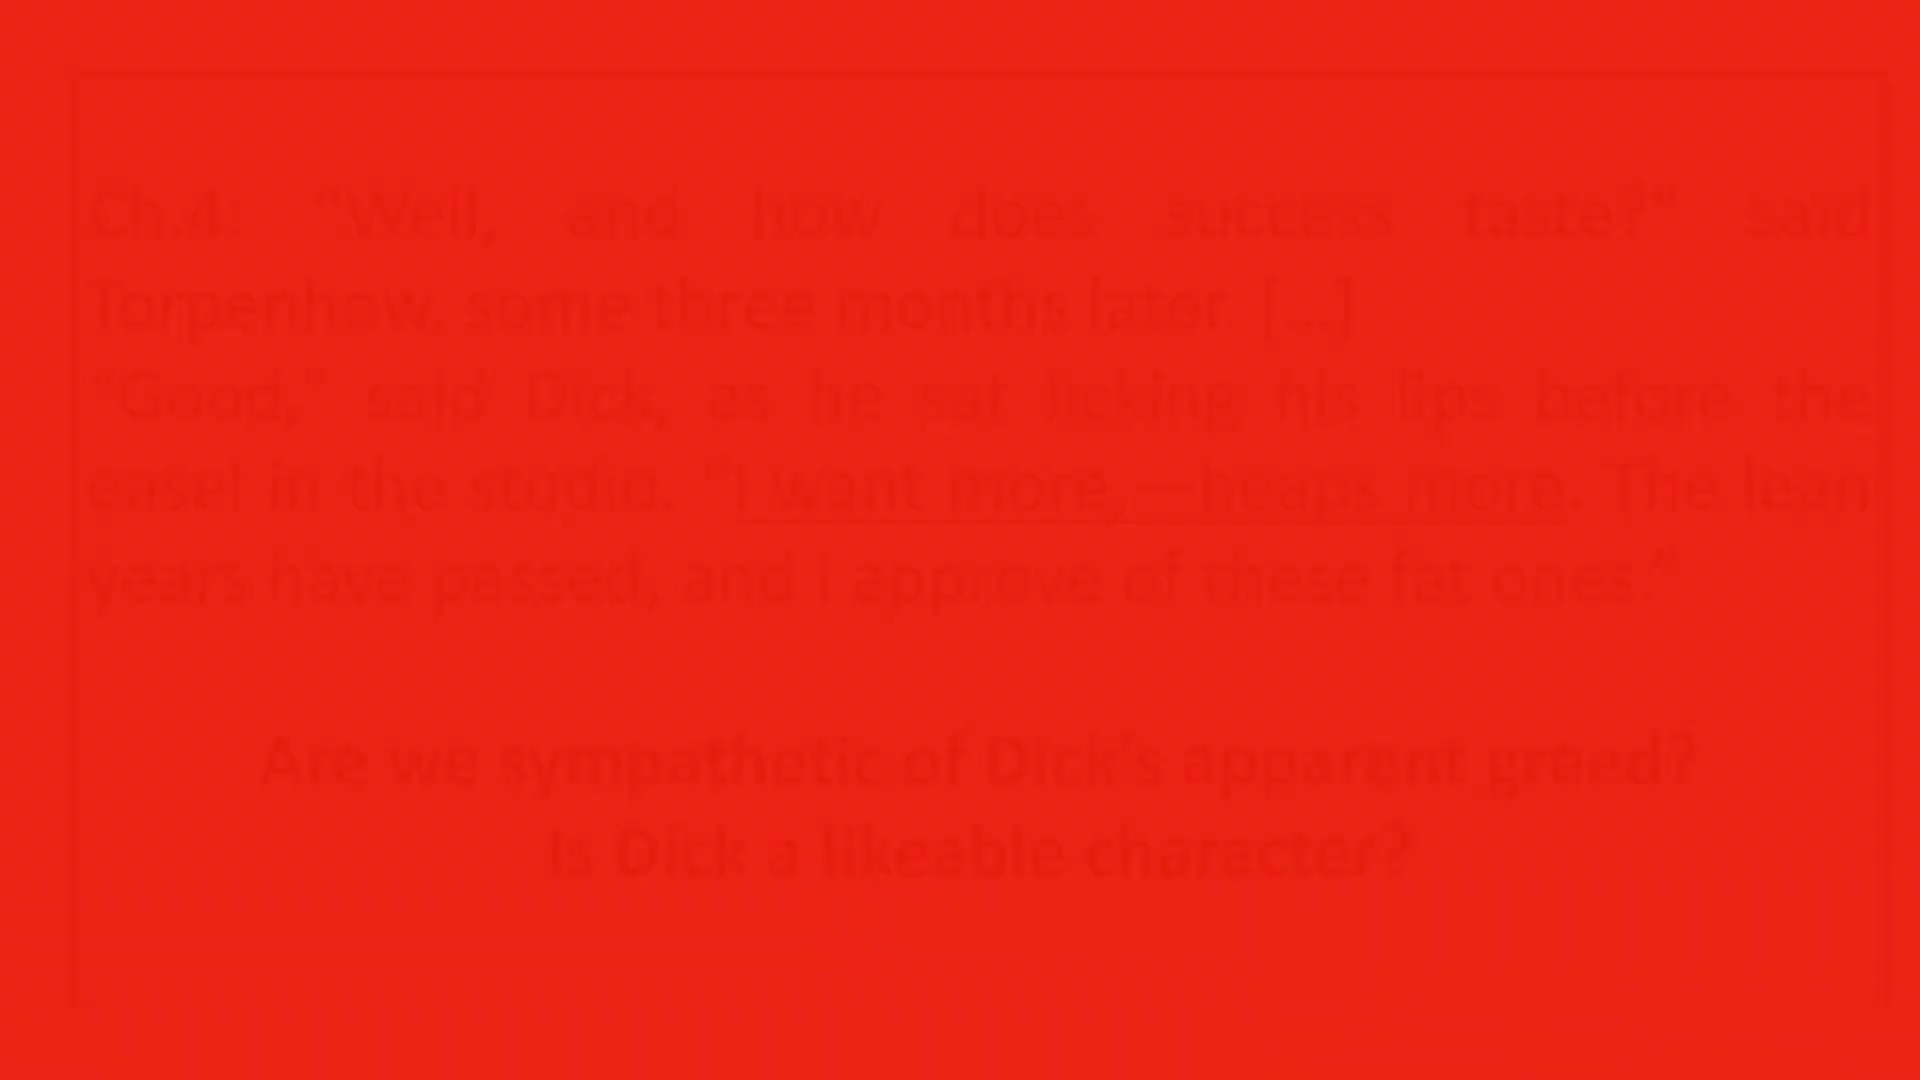 Ch.4: “Well, and how does success taste?” said
Torpenhow, some three months later. [...]
“Good,” said Dick, as he sat licking his lips before the
easel in the studio. “I want more,—heaps more. The lean
years have passed, and I approve of these fat ones.”
Are we sympathetic of Dick’s apparent greed?
Is Dick a likeable character?